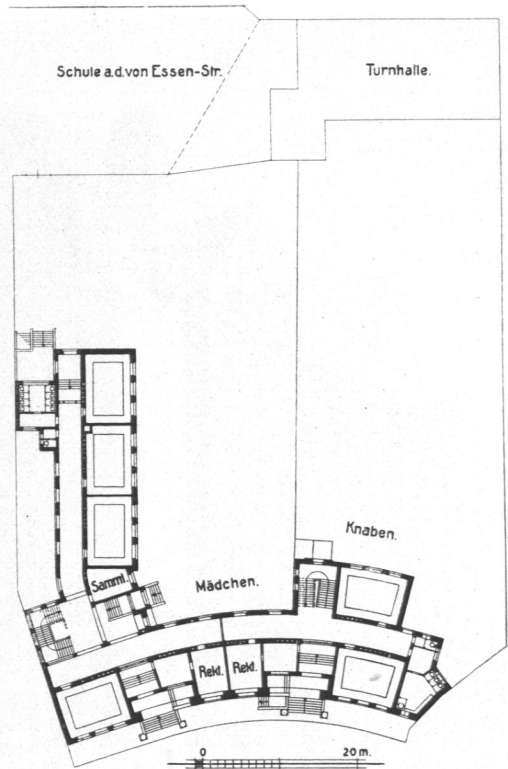 Schule a.d.von Essen-Str.
Turnhalle.
Knaben.
Samml.
Mädchen.
Rekt.
Rekt.
0
20 m.